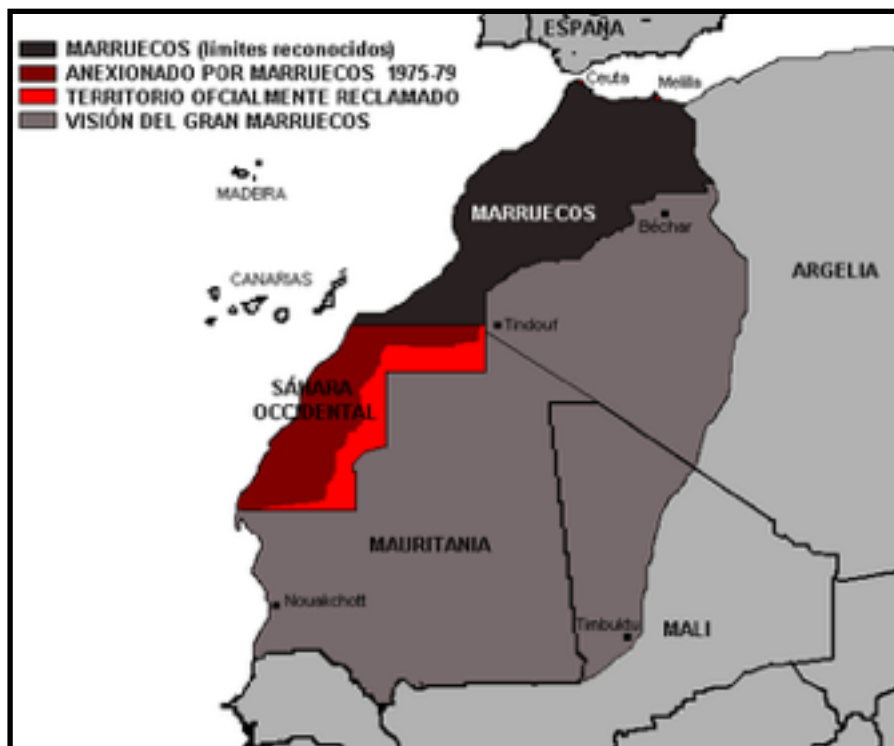 ESPAÑA
MARRUECOS (límites reconocidos)
ANEXIONADO POR MARRUECOS 1975-79
TERRITORIO OFCIALMENTE RECLAMADO
VISIÓN DEL GRAN MARRUECOS
Ceuta
Melilla
MADEIRA
MARRUECOS
Béchar
CANARIAS
ARGELIA
Tindouf
SÁHARA
OCCIDENTAL
MAURITANIA
Nouakchott
Timbuktu
MALI